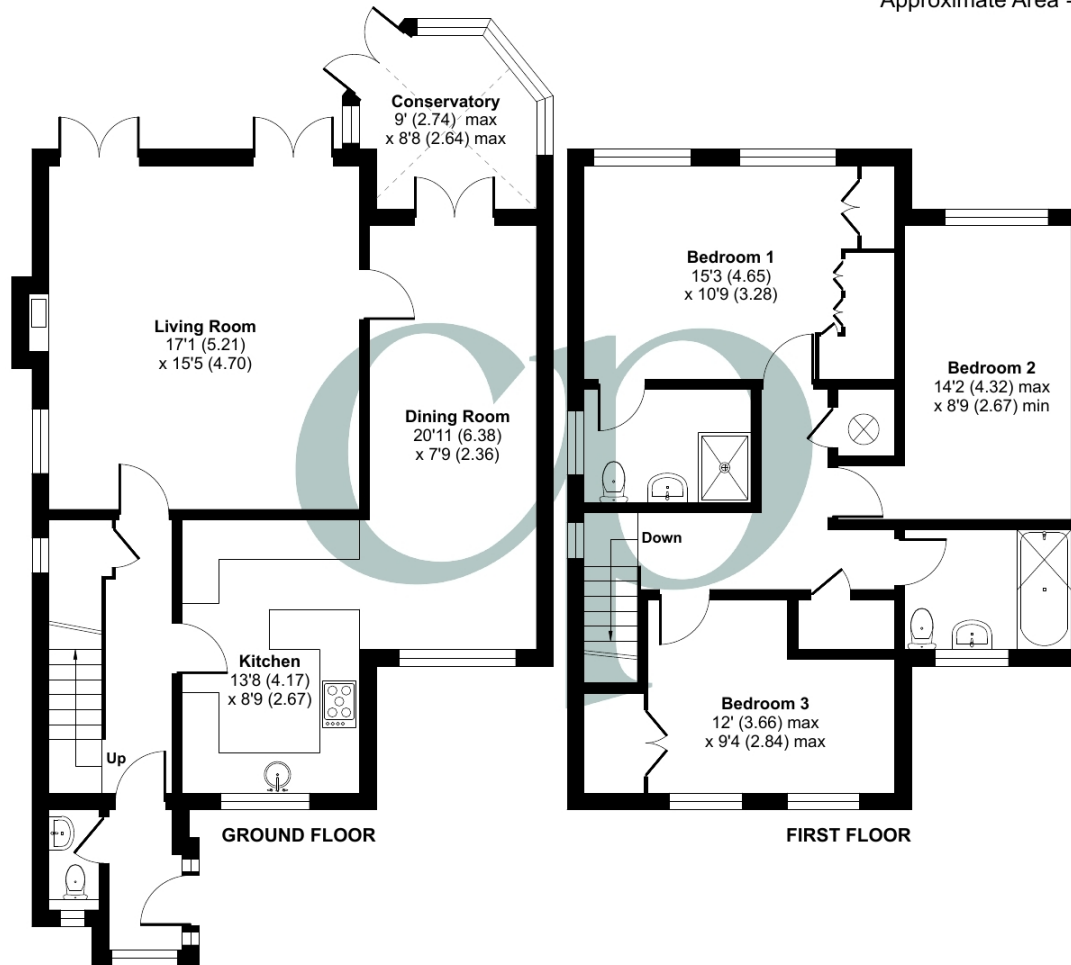 Approximate Area -
Conservatory
9' (2.74) max
x 8'8 (2.64) max
Living Room
17'1 (5.21)
x 15'5 (4.70)
Dining Room
20'11 (6.38)
x 7'9 (2.36)
Kitchen
13'8 (4.17)
x 8'9 (2.67)
Up
GROUND FLOOR
Bedroom 1
15'3 (4.65)
x 10'9 (3.28)
Bedroom 2
14'2 (4.32) max
x 8'9 (2.67) min
Down
Bedroom 3
12' (3.66) max
x 9'4 (2.84) max
FIRST FLOOR
cp